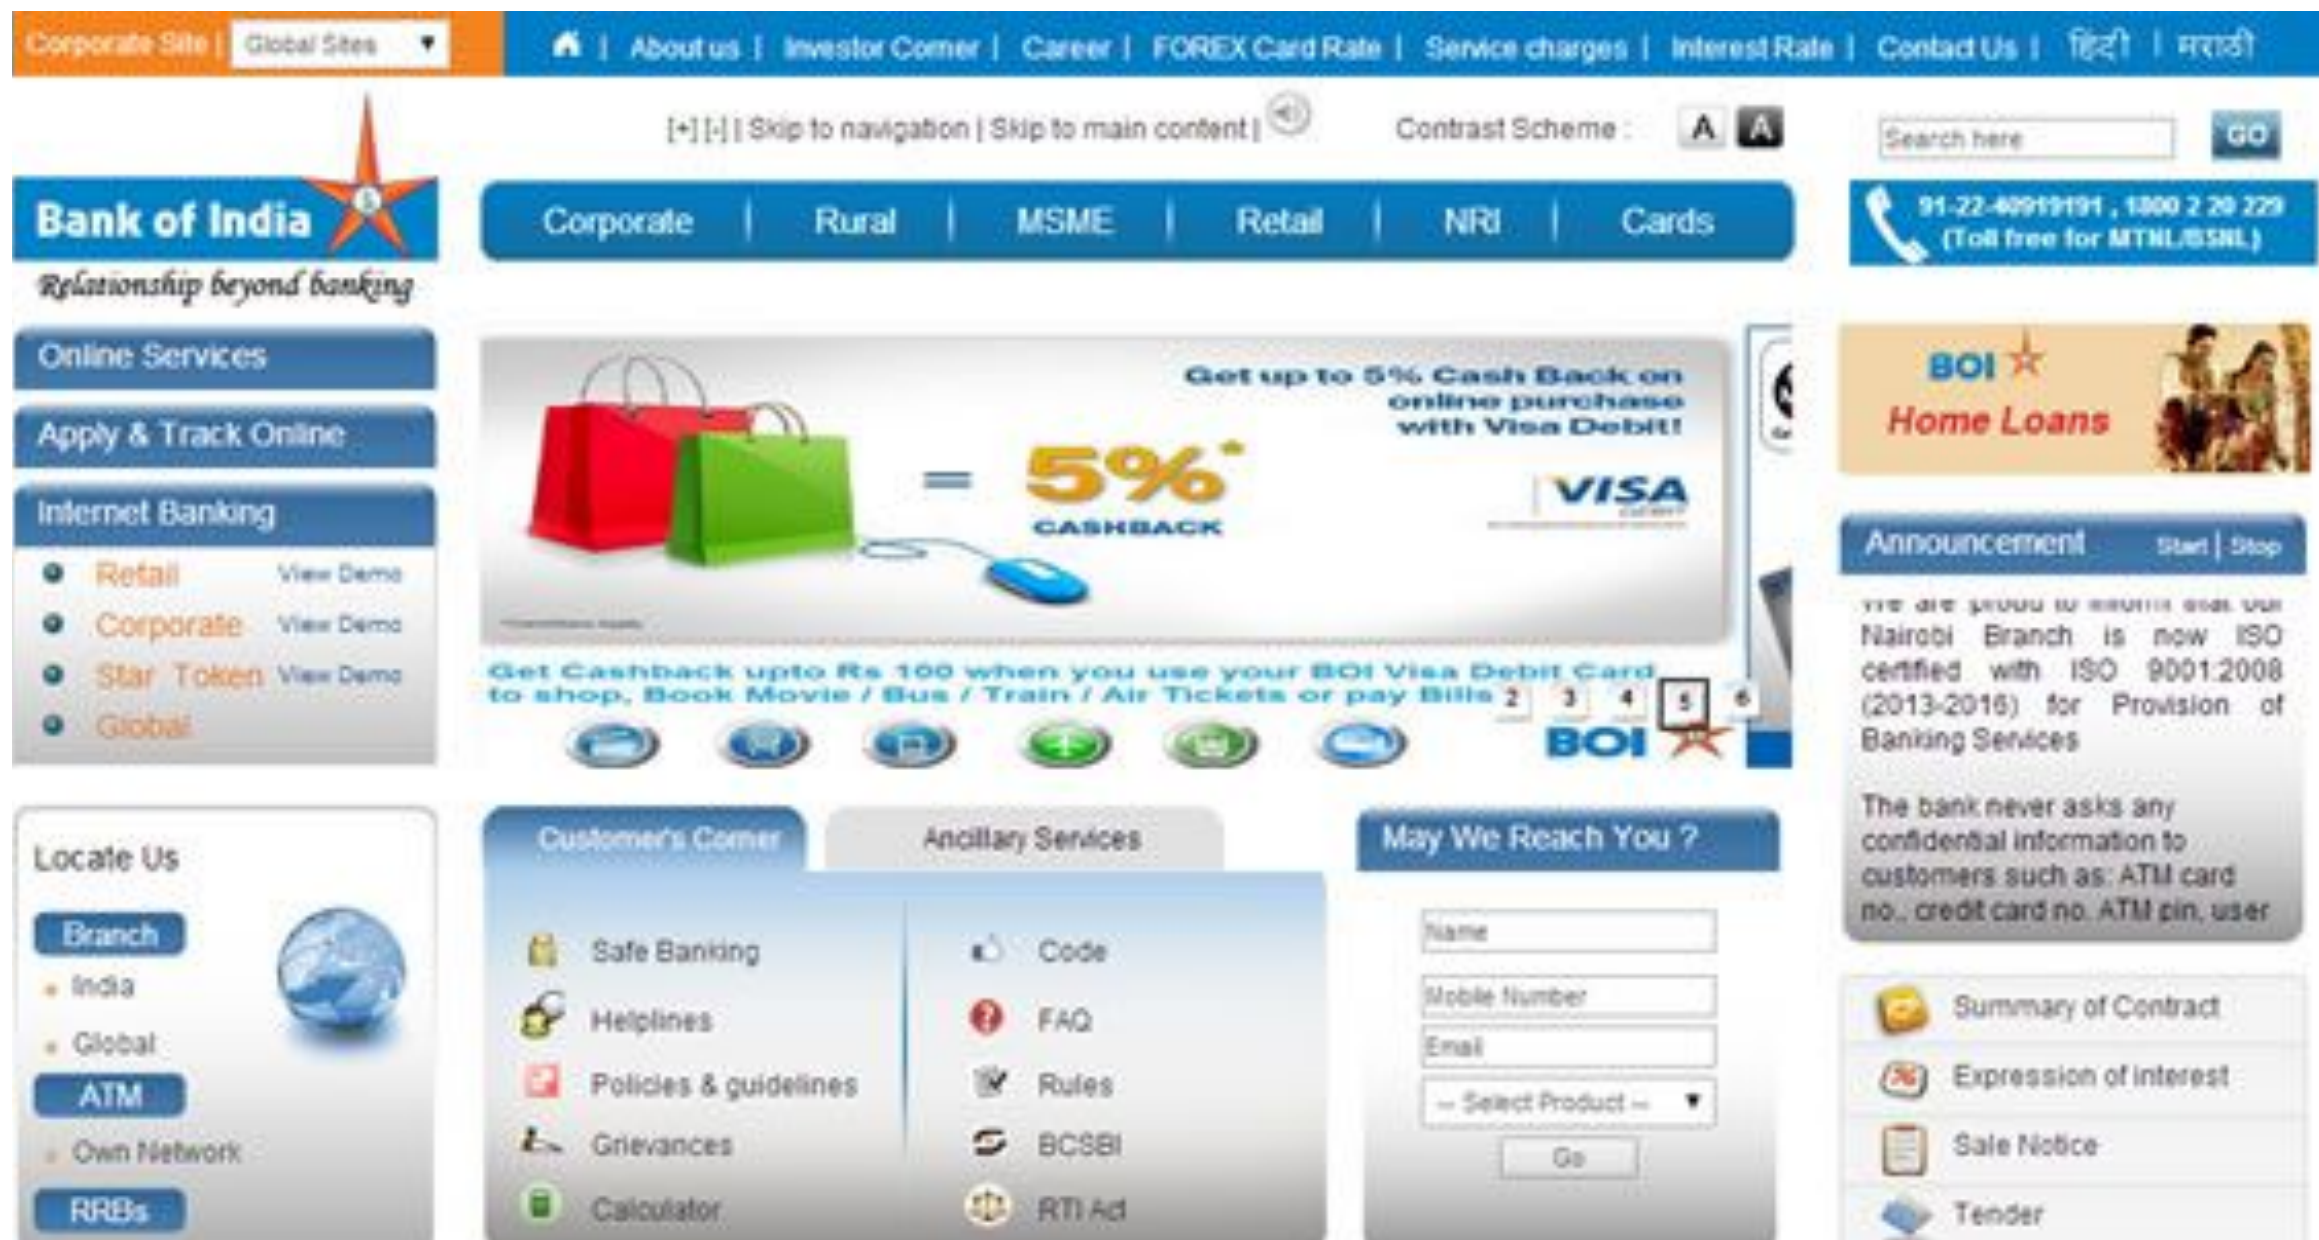 Corporate Site | Global Sites
| About us | Investor Corner | Career | FOREX Card Rate | Service charges | Interest Rate | Contact Us | हिंदी | मराठी
[+] [-] | Skip to navigation | Skip to main content |
Contrast Scheme : A A
Search here GO
Bank of India
Relationship beyond banking
Corporate | Rural | MSME | Retail | NRI | Cards
91-22-40919191 , 1800 2 20 229
(Toll free for MTNL/BSNL)
Online Services
Apply & Track Online
Internet Banking
Retail View Demo
Corporate View Demo
Star Token View Demo
Global
Get up to 5% Cash Back on
online purchase
with Visa Debit!
= 5%*
CASHBACK
VISA
DEBIT
Get Cashback upto Rs 100 when you use your BOI Visa Debit Card
to shop, Book Movie / Bus / Train / Air Tickets or pay Bills
2 3 4 5 6
BOI
BOI
Home Loans
Announcement Start | Stop
We are proud to inform that our
Nairobi Branch is now ISO
certified with ISO 9001:2008
(2013-2016) for Provision of
Banking Services
The bank never asks any
confidential information to
customers such as: ATM card
no., credit card no. ATM pin, user
Locate Us
Branch
India
Global
ATM
Own Network
RRBs
Customer's Corner
Ancillary Services
Safe Banking
Helplines
Policies & guidelines
Grievances
Calculator
Code
FAQ
Rules
BCSBI
RTI Act
May We Reach You ?
Name
Mobile Number
Email
-- Select Product --
Go
Summary of Contract
Expression of interest
Sale Notice
Tender